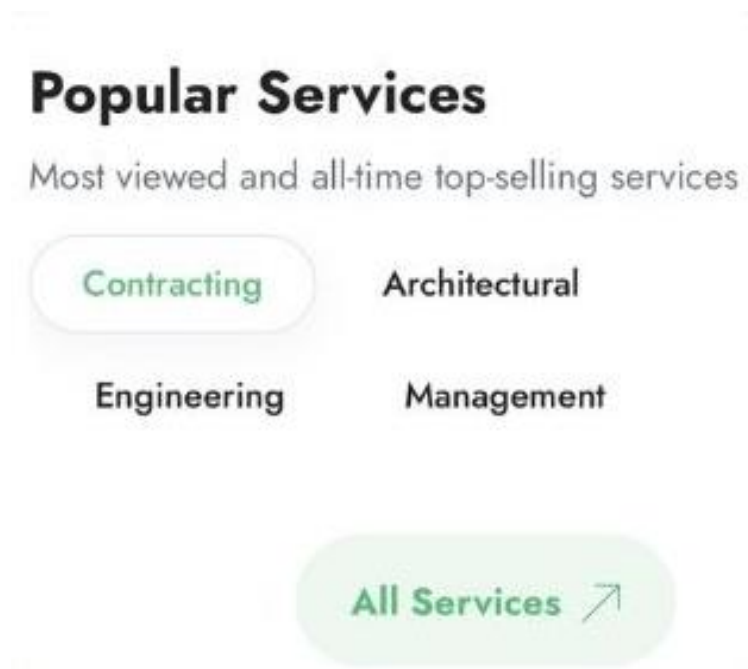 Popular Services
Most viewed and all-time top-selling services
Contracting Architectural
Engineering Management
All Services